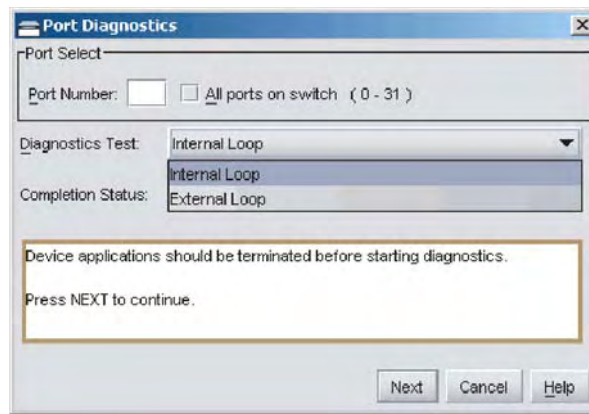 Port Diagnostics
Port Select
Port Number:
All ports on switch ( 0 - 31 )
Diagnostics Test:
Internal Loop
Internal Loop
External Loop
Completion Status:
Device applications should be terminated before starting diagnostics.
Press NEXT to continue.
Next
Cancel
Help